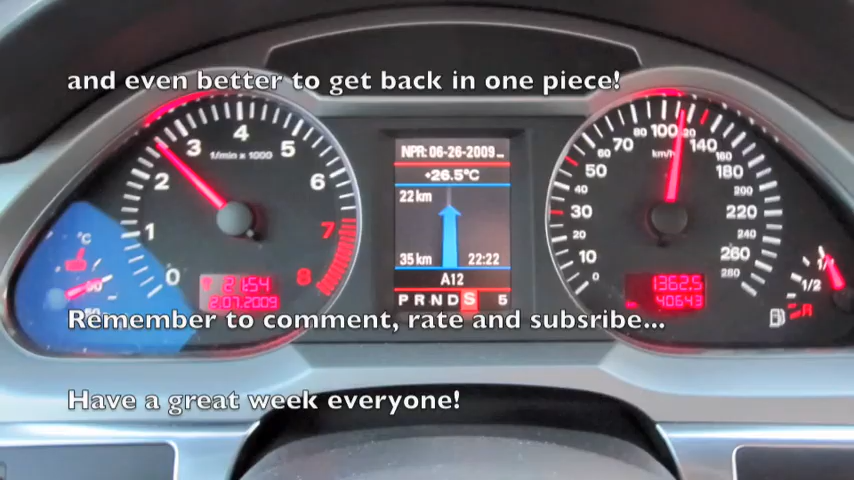 and even better to get back in one piece!
1/min x 1000
0
1
2
3
4
5
6
7
8
°C
90
21:54
2.07.2009
NPR: 06-26-2009...
+26.5°C
22 km
35 km 22:22
A12
P R N D S 5
km/h
0
10
20
30
40
50
60
70
80
100
120
140
160
180
200
220
240
260
280
1362.5
40643
1/1
1/2
R
Remember to comment, rate and subsribe...
Have a great week everyone!